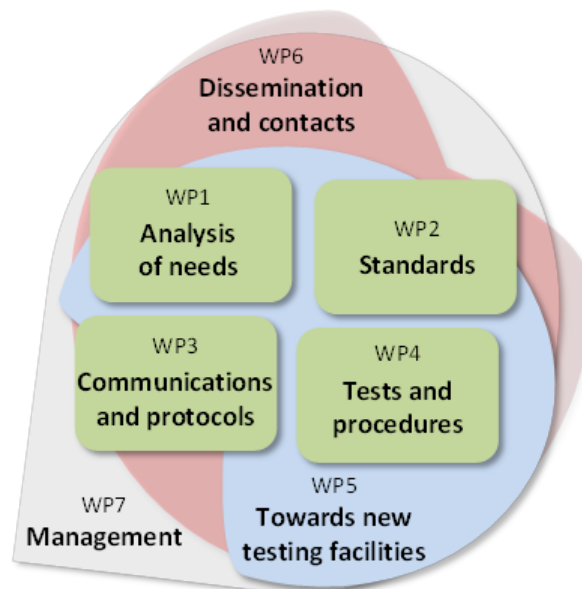 WP6
Dissemination
and contacts
WP1
Analysis
of needs
WP2
Standards
WP3
Communications
and protocols
WP4
Tests and
procedures
WP5
Towards new
testing facilities
WP7
Management